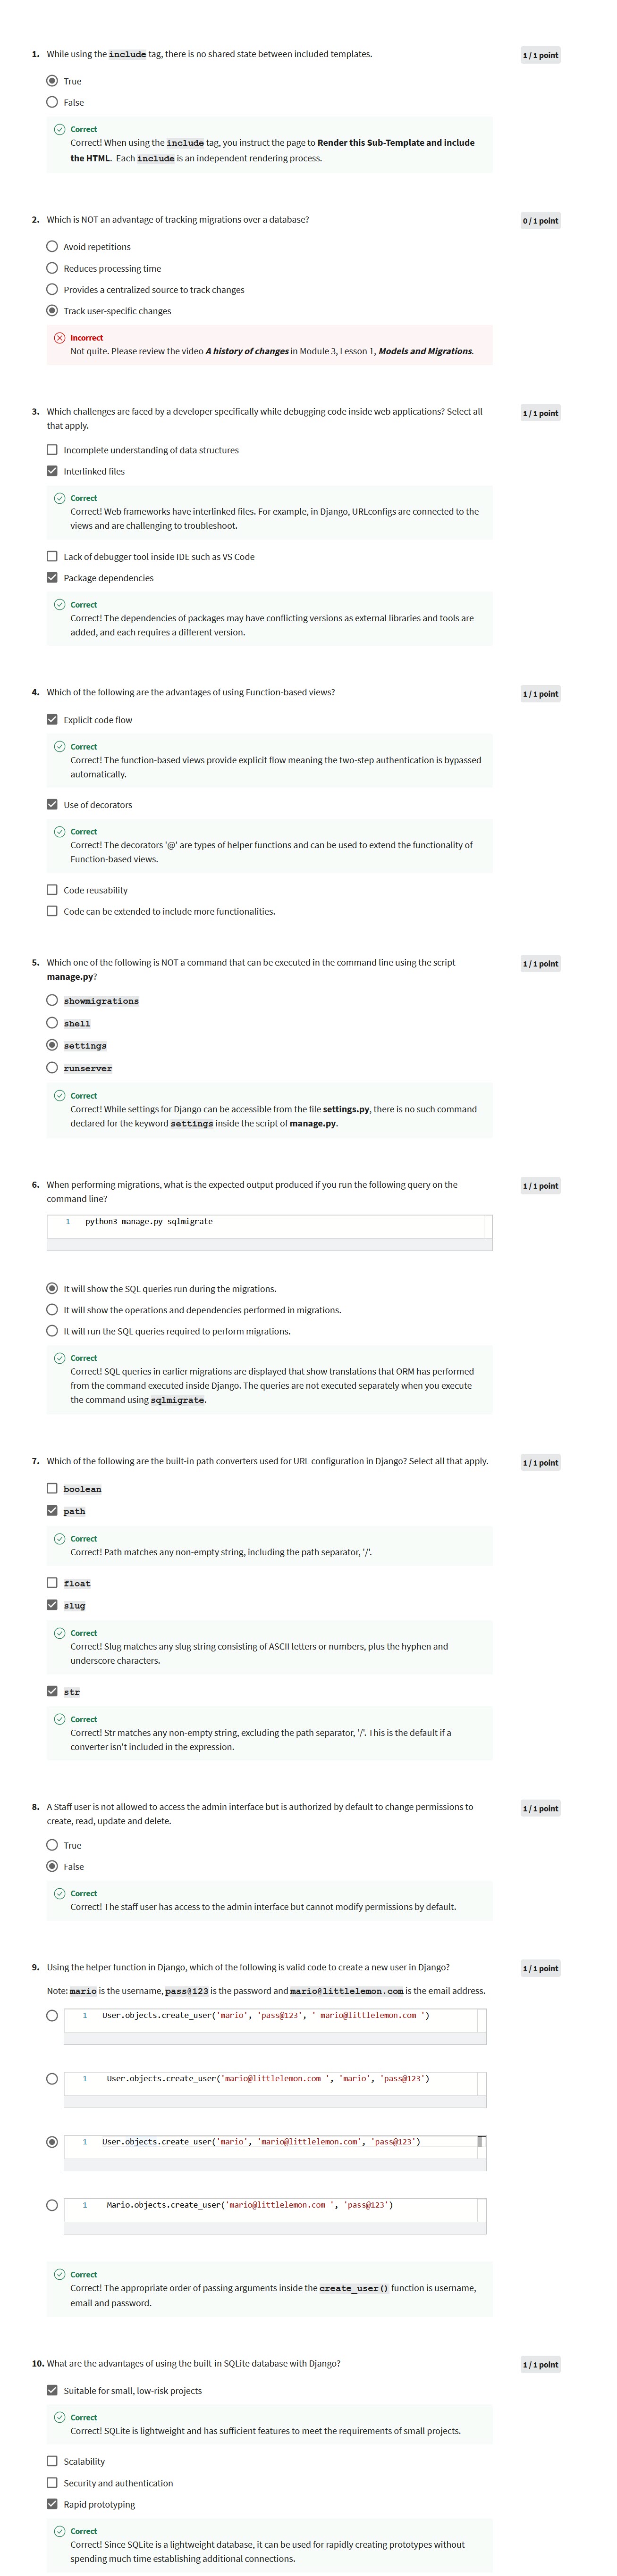 1. While using the include tag, there is no shared state between included templates.
1 / 1 point
True
False
Correct
Correct! When using the include tag, you instruct the page to Render this Sub-Template and include
the HTML. Each include is an independent rendering process.
2. Which is NOT an advantage of tracking migrations over a database?
0 / 1 point
Avoid repetitions
Reduces processing time
Provides a centralized source to track changes
Track user-specific changes
Incorrect
Not quite. Please review the video A history of changes in Module 3, Lesson 1, Models and Migrations.
3. Which challenges are faced by a developer specifically while debugging code inside web applications? Select all
that apply.
1 / 1 point
Incomplete understanding of data structures
Interlinked files
Correct
Correct! Web frameworks have interlinked files. For example, in Django, URLconfigs are connected to the
views and are challenging to troubleshoot.
Lack of debugger tool inside IDE such as VS Code
Package dependencies
Correct
Correct! The dependencies of packages may have conflicting versions as external libraries and tools are
added, and each requires a different version.
4. Which of the following are the advantages of using Function-based views?
1 / 1 point
Explicit code flow
Correct
Correct! The function-based views provide explicit flow meaning the two-step authentication is bypassed
automatically.
Use of decorators
Correct
Correct! The decorators '@' are types of helper functions and can be used to extend the functionality of
Function-based views.
Code reusability
Code can be extended to include more functionalities.
5. Which one of the following is NOT a command that can be executed in the command line using the script
manage.py?
1 / 1 point
showmigrations
shell
settings
runserver
Correct
Correct! While settings for Django can be accessible from the file settings.py, there is no such command
declared for the keyword settings inside the script of manage.py.
6. When performing migrations, what is the expected output produced if you run the following query on the
command line?
1 / 1 point
1 python3 manage.py sqlmigrate
It will show the SQL queries run during the migrations.
It will show the operations and dependencies performed in migrations.
It will run the SQL queries required to perform migrations.
Correct
Correct! SQL queries in earlier migrations are displayed that show translations that ORM has performed
from the command executed inside Django. The queries are not executed separately when you execute
the command using sqlmigrate.
7. Which of the following are the built-in path converters used for URL configuration in Django? Select all that apply.
1 / 1 point
boolean
path
Correct
Correct! Path matches any non-empty string, including the path separator, '/'.
float
slug
Correct
Correct! Slug matches any slug string consisting of ASCII letters or numbers, plus the hyphen and
underscore characters.
str
Correct
Correct! Str matches any non-empty string, excluding the path separator, '/'. This is the default if a
converter isn't included in the expression.
8. A Staff user is not allowed to access the admin interface but is authorized by default to change permissions to
create, read, update and delete.
1 / 1 point
True
False
Correct
Correct! The staff user has access to the admin interface but cannot modify permissions by default.
9. Using the helper function in Django, which of the following is valid code to create a new user in Django?
1 / 1 point
Note: mario is the username, pass@123 is the password and mario@littlelemon.com is the email address.
1 User.objects.create_user('mario', 'pass@123', ' mario@littlelemon.com ')
1 User.objects.create_user('mario@littlelemon.com ', 'mario', 'pass@123')
1 User.objects.create_user('mario', 'mario@littlelemon.com', 'pass@123')
1 Mario.objects.create_user('mario@littlelemon.com ', 'pass@123')
Correct
Correct! The appropriate order of passing arguments inside the create_user() function is username,
email and password.
10. What are the advantages of using the built-in SQLite database with Django?
1 / 1 point
Suitable for small, low-risk projects
Correct
Correct! SQLite is lightweight and has sufficient features to meet the requirements of small projects.
Scalability
Security and authentication
Rapid prototyping
Correct
Correct! Since SQLite is a lightweight database, it can be used for rapidly creating prototypes without
spending much time establishing additional connections.